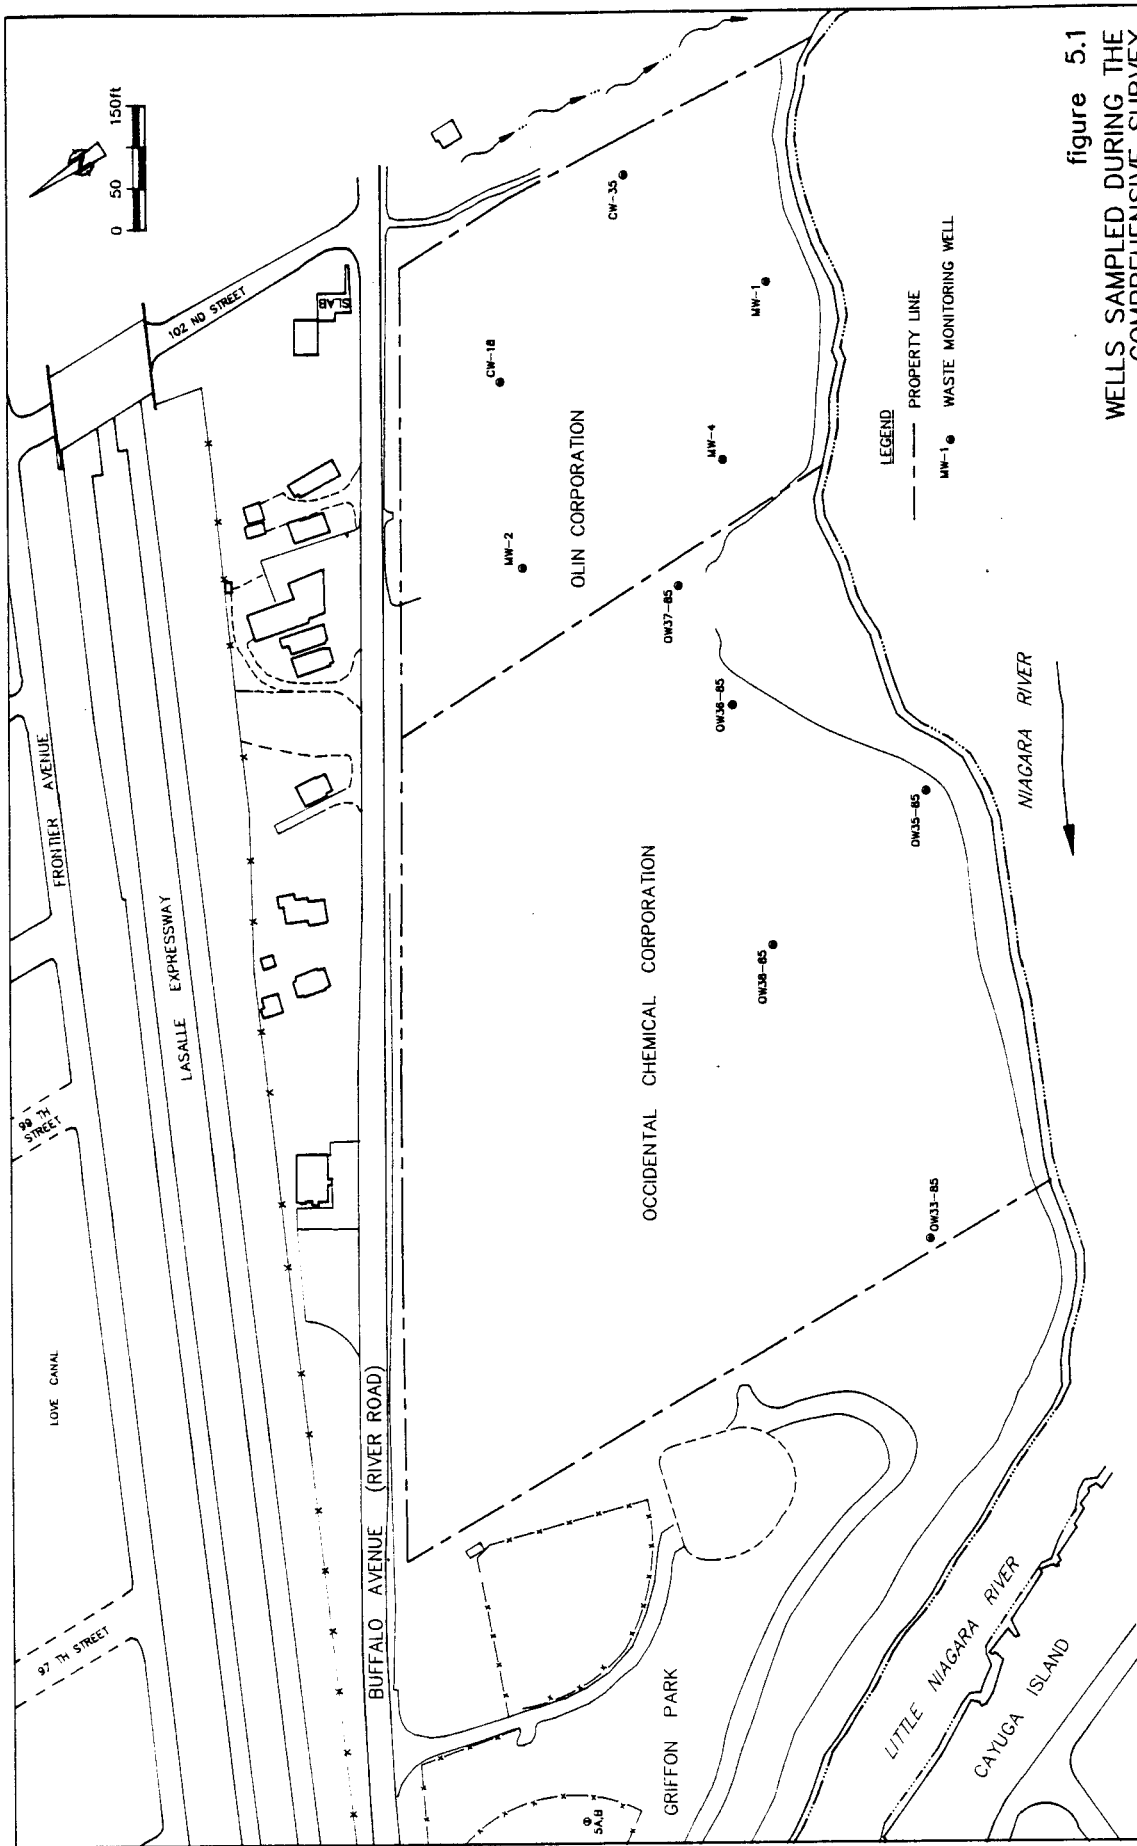 LOVE CANAL
97 TH STREET
99 TH
STREET
FRONTIER AVENUE
LASALLE EXPRESSWAY
102 ND STREET
SLAB
0 50 150ft
N
BUFFALO AVENUE (RIVER ROAD)
CW-18
CW-35
MW-2
MW-4
MW-1
OLIN CORPORATION
OW37-85
OW36-85
OW35-85
OW38-85
OW33-85
OCCIDENTAL CHEMICAL CORPORATION
GRIFFON PARK
5A,B
LITTLE NIAGARA RIVER
CAYUGA ISLAND
NIAGARA RIVER
LEGEND
PROPERTY LINE
MW-1 WASTE MONITORING WELL
figure 5.1
WELLS SAMPLED DURING THE
COMPREHENSIVE SURVEY